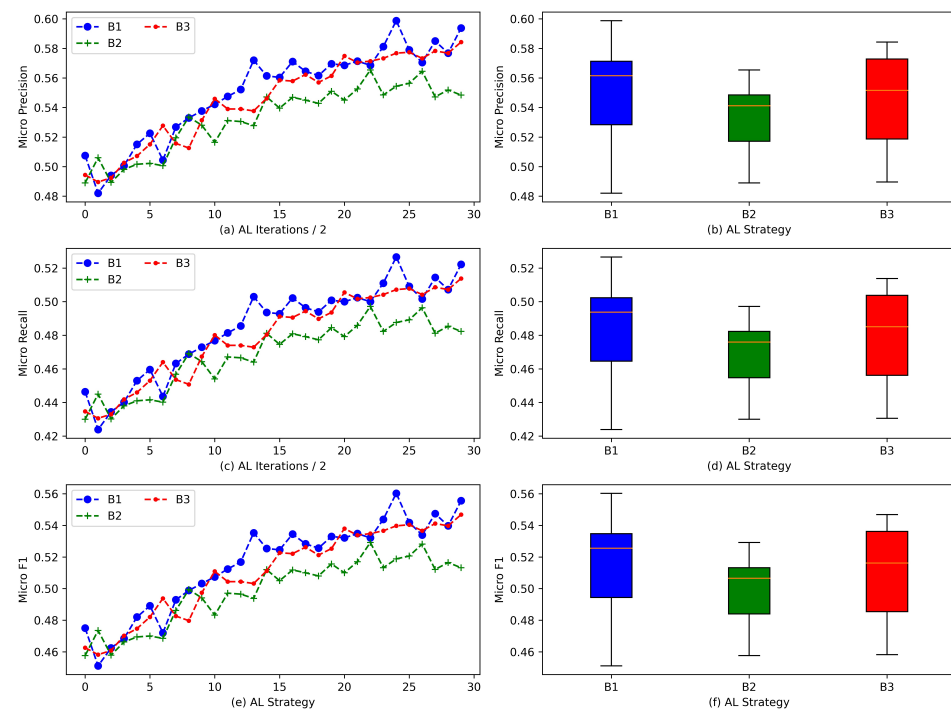 Micro Precision
0.60
0.58
0.56
0.54
0.52
0.50
0.48
B1
B3
B2
0 5 10 15 20 25 30
(a) AL Iterations / 2
Micro Precision
0.60
0.58
0.56
0.54
0.52
0.50
0.48
B1 B2 B3
(b) AL Strategy
Micro Recall
0.52
0.50
0.48
0.46
0.44
0.42
B1
B3
B2
0 5 10 15 20 25 30
(c) AL Iterations / 2
Micro Recall
0.52
0.50
0.48
0.46
0.44
0.42
B1 B2 B3
(d) AL Strategy
Micro F1
0.56
0.54
0.52
0.50
0.48
0.46
B1
B3
B2
0 5 10 15 20 25 30
(e) AL Strategy
Micro F1
0.56
0.54
0.52
0.50
0.48
0.46
B1 B2 B3
(f) AL Strategy